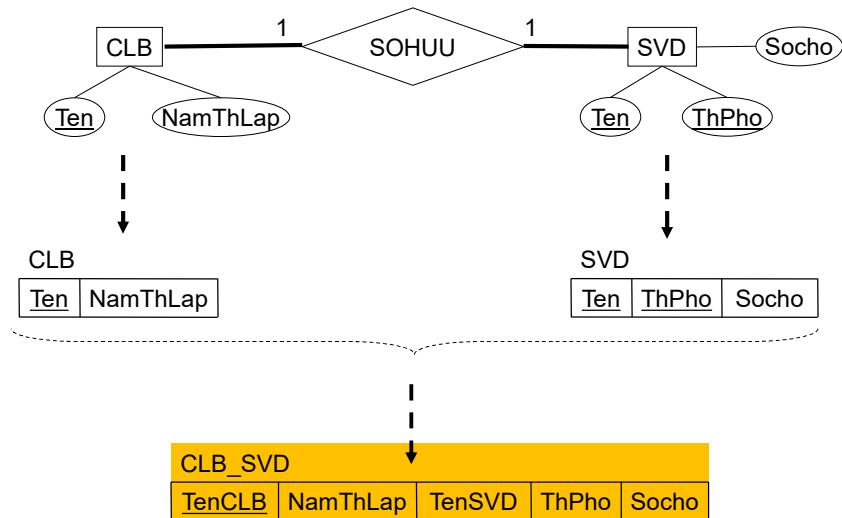 CLB 1 SOHUU 1 SVD Socho
Ten NamThLap Ten ThPho
CLB SVD
Ten NamThLap Ten ThPho Socho
CLB_SVD
TenCLB NamThLap TenSVD ThPho Socho